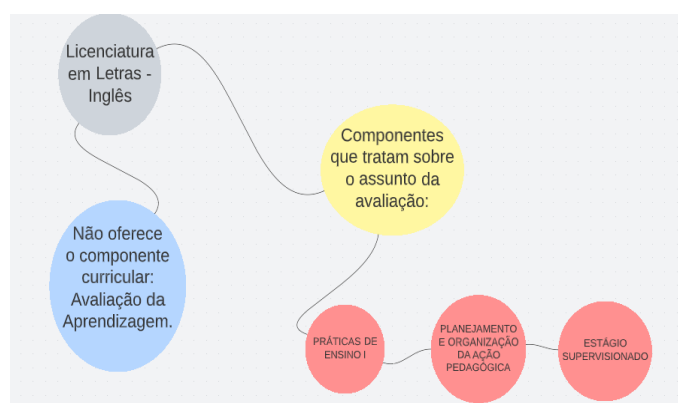 Licenciatura
em Letras -
Inglês
Componentes
que tratam sobre
o assunto da
avaliação:
Não oferece
o componente
curricular:
Avaliação da
Aprendizagem.
PRÁTICAS DE
ENSINO I
PLANEJAMENTO
E ORGANIZAÇÃO
DA AÇÃO
PEDAGÓGICA
ESTÁGIO
SUPERVISIONADO